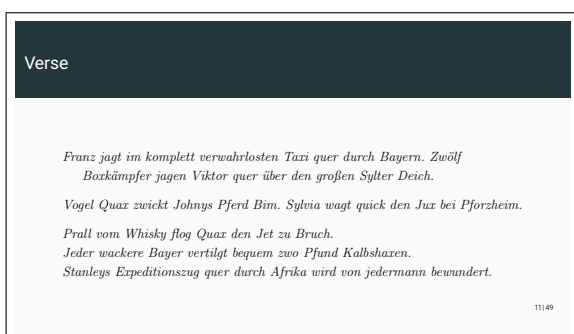 Verse
Franz jagt im komplett verwahrlosten Taxi quer durch Bayern. Zwölf
Boxkämpfer jagen Viktor quer über den großen Sylter Deich.
Vogel Quax zwickt Johnys Pferd Bim. Sylvia wagt quick den Jux bei Pforzheim.
Prall vom Whisky flog Quax den Jet zu Bruch.
Jeder wackere Bayer vertilgt bequem zwo Pfund Kalbshaxen.
Stanleys Expeditionszug quer durch Afrika wird von jedermann bewundert.
11|49